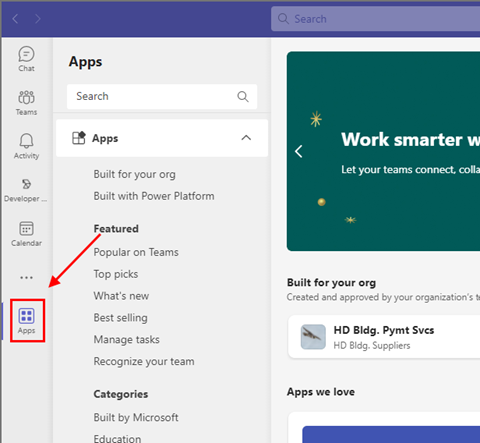 Search
Chat
Teams
Activity
Developer ...
Calendar
Apps
Apps
Search
Apps
Built for your org
Built with Power Platform
Featured
Popular on Teams
Top picks
What's new
Best selling
Manage tasks
Recognize your team
Categories
Built by Microsoft
Education
Work smarter w
Let your teams connect, colla
Built for your org
Created and approved by your organization's t
HD Bldg. Pymt Svcs
HD Bldg. Suppliers
Apps we love